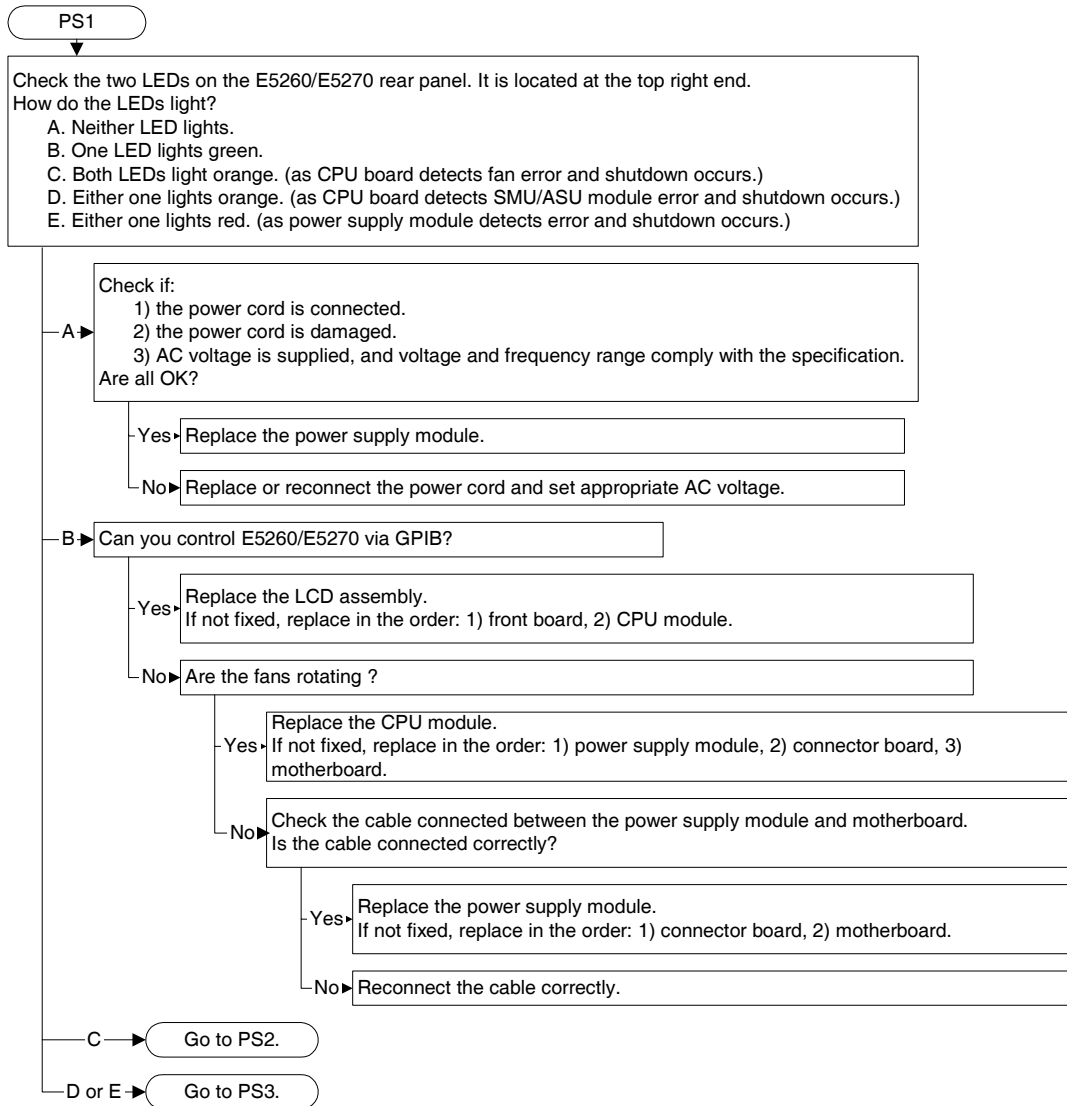 PS1
Check the two LEDs on the E5260/E5270 rear panel. It is located at the top right end.
How do the LEDs light?
A. Neither LED lights.
B. One LED lights green.
C. Both LEDs light orange. (as CPU board detects fan error and shutdown occurs.)
D. Either one lights orange. (as CPU board detects SMU/ASU module error and shutdown occurs.)
E. Either one lights red. (as power supply module detects error and shutdown occurs.)
A
Check if:
1) the power cord is connected.
2) the power cord is damaged.
3) AC voltage is supplied, and voltage and frequency range comply with the specification.
Are all OK?
Yes
Replace the power supply module.
No
Replace or reconnect the power cord and set appropriate AC voltage.
B
Can you control E5260/E5270 via GPIB?
Yes
Replace the LCD assembly.
If not fixed, replace in the order: 1) front board, 2) CPU module.
No
Are the fans rotating ?
Yes
Replace the CPU module.
If not fixed, replace in the order: 1) power supply module, 2) connector board, 3)
motherboard.
No
Check the cable connected between the power supply module and motherboard.
Is the cable connected correctly?
Yes
Replace the power supply module.
If not fixed, replace in the order: 1) connector board, 2) motherboard.
No
Reconnect the cable correctly.
C
Go to PS2.
D or E
Go to PS3.